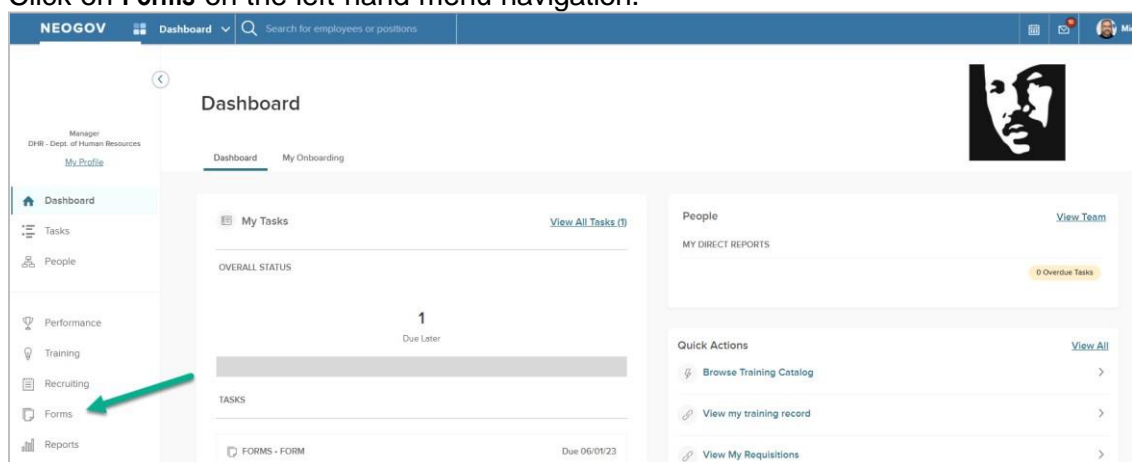 Click on Forms on the left-hand menu navigation.
NEOGOV Dashboard Search for employees or positions
Dashboard
Manager
DHR - Dept. of Human Resources
My Profile
Dashboard My Onboarding
Dashboard
Tasks
People
Performance
Training
Recruiting
Forms
Reports
My Tasks View All Tasks (1)
OVERALL STATUS
1
Due Later
TASKS
FORMS - FORM Due 06/01/23
People View Team
MY DIRECT REPORTS
0 Overdue Tasks
Quick Actions View All
Browse Training Catalog
View my training record
View My Requisitions